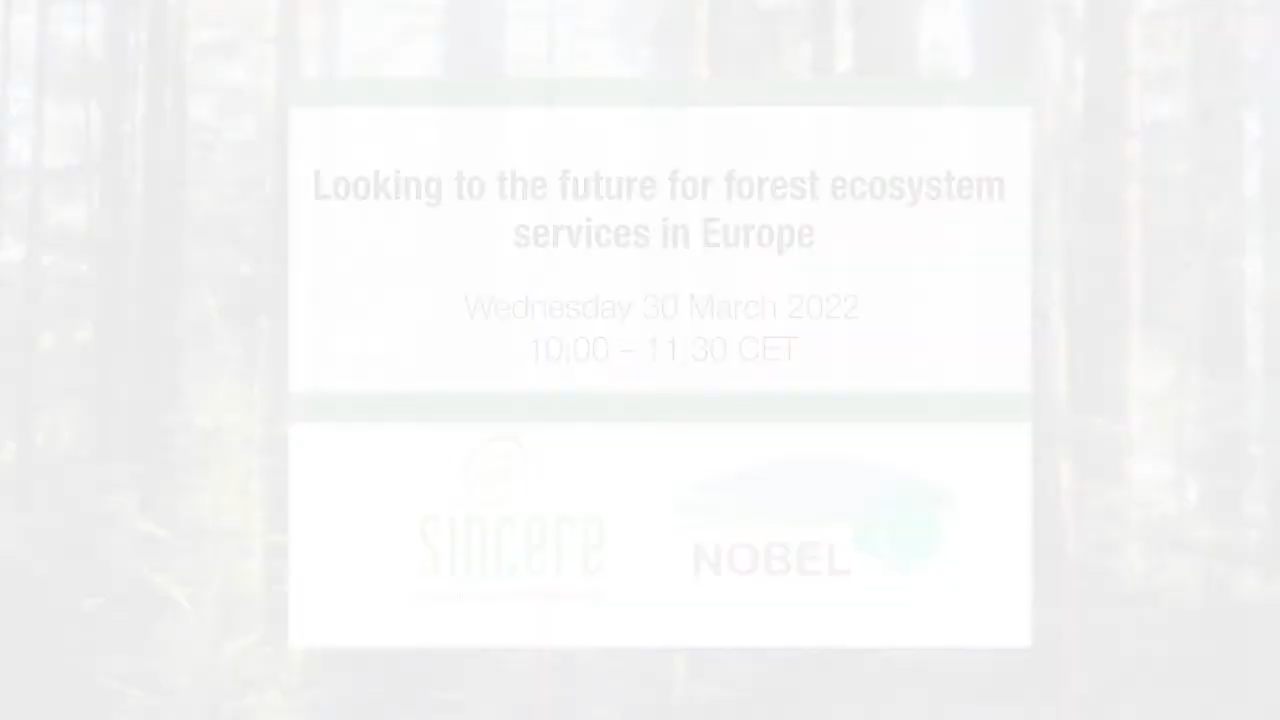 Looking to the future for forest ecosystem
services in Europe
Wednesday 30 March 2022
10:00 – 11:30 CET
sincere
NOBEL